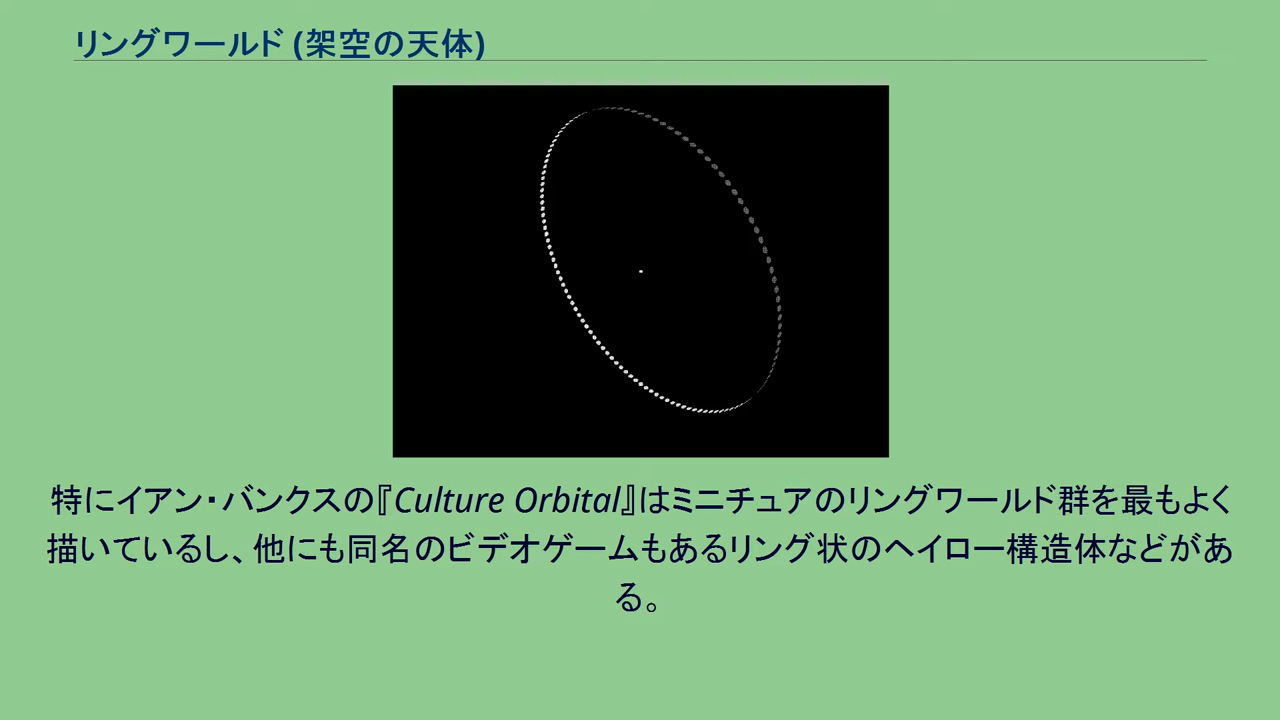 リングワールド (架空の天体)
特にイアン・バンクスの『Culture Orbital』はミニチュアのリングワールド群を最もよく
描いているし、他にも同名のビデオゲームもあるリング状のヘイロー構造体などがあ
る。